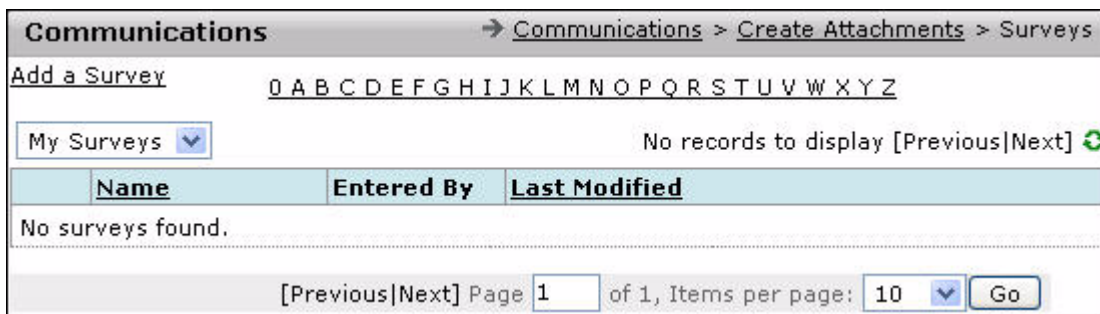 Communications → Communications > Create Attachments > Surveys
Add a Survey 0 A B C D E F G H I J K L M N O P Q R S T U V W X Y Z
My Surveys No records to display [Previous|Next]
Name Entered By Last Modified
No surveys found.
[Previous|Next] Page 1 of 1, Items per page: 10 Go